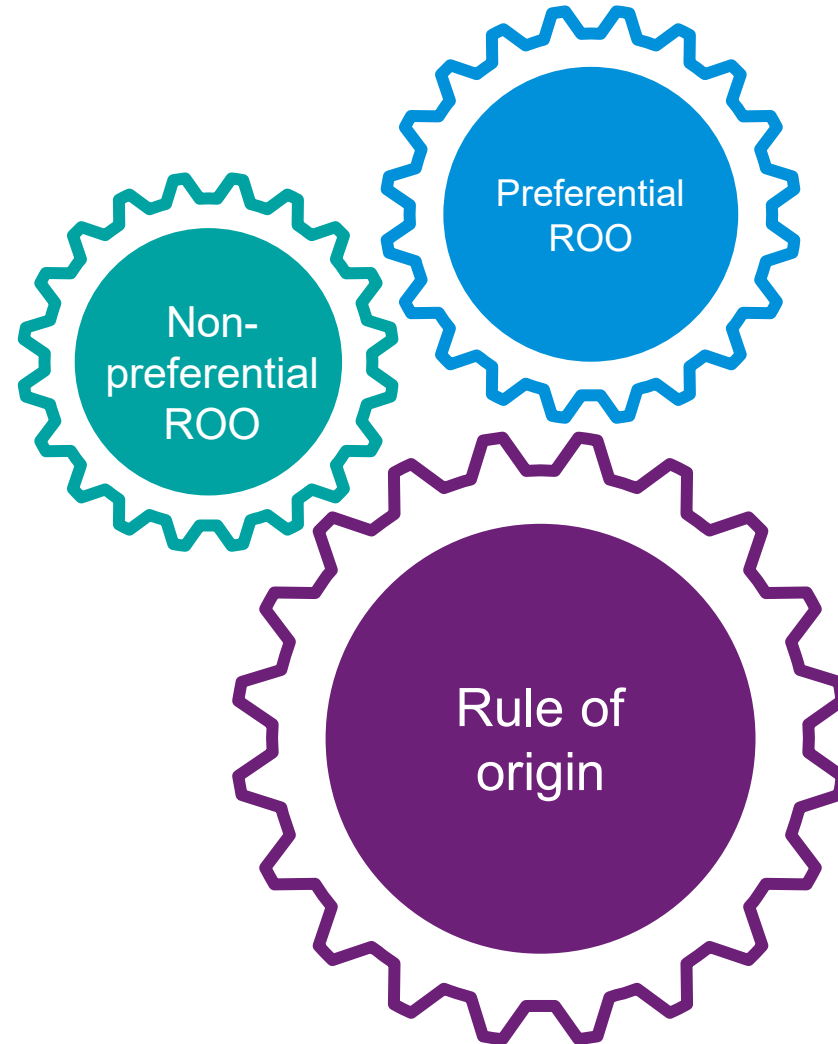 Preferential
ROO
Non-
preferential
ROO
Rule of
origin